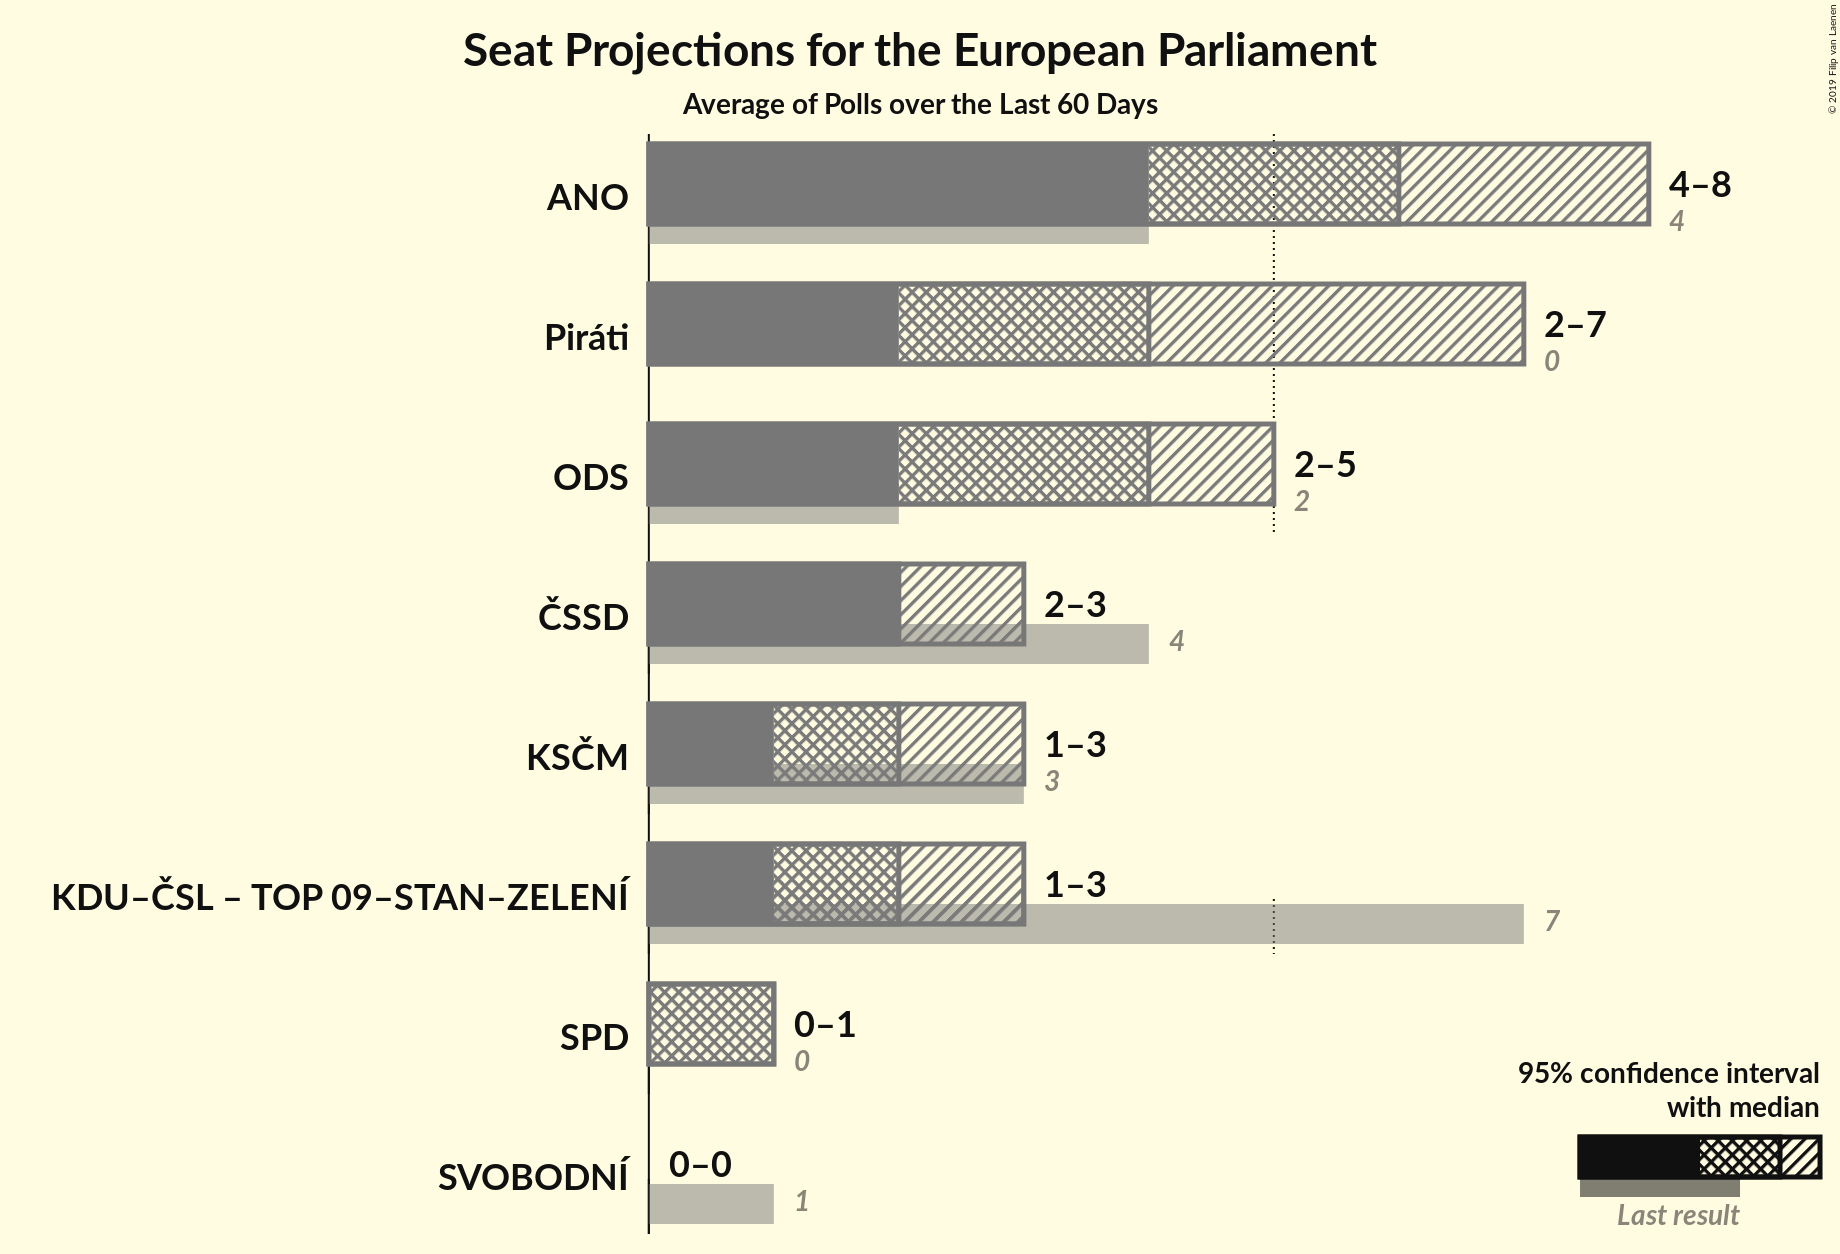 Seat Projections for the European Parliament
Average of Polls over the Last 60 Days
© 2019 Filip van Laenen
ANO
4–8
4
Piráti
2–7
0
ODS
2–5
2
ČSSD
2–3
4
KSČM
1–3
3
KDU–ČSL – TOP 09–STAN–ZELENÍ
1–3
7
SPD
0–1
0
SVOBODNÍ
0–0
1
95% confidence interval
with median
Last result